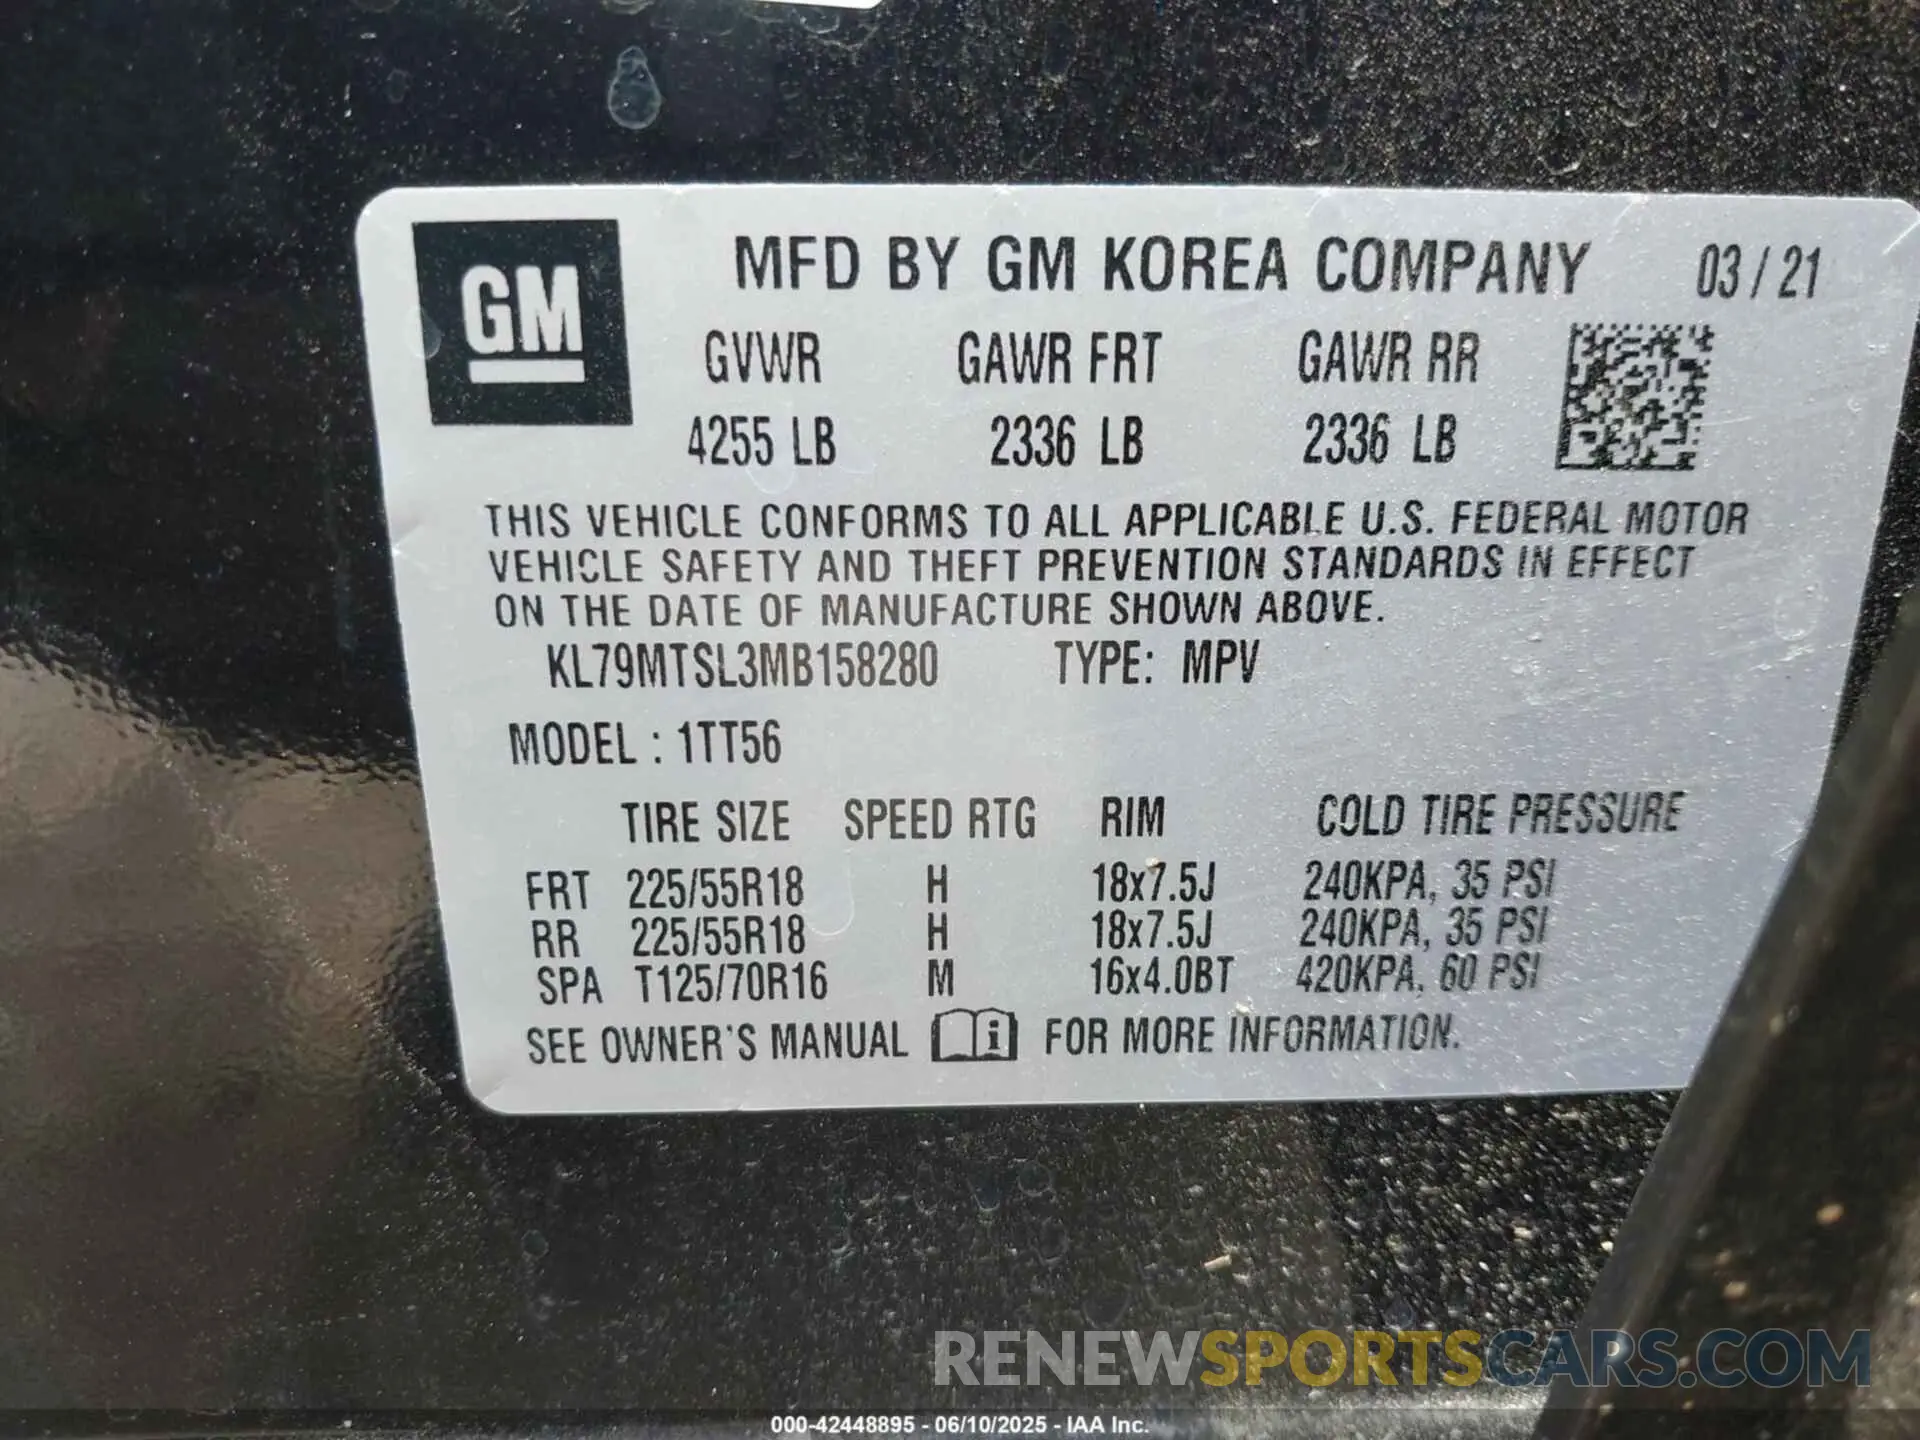 GM
MFD BY GM KOREA COMPANY 03 / 21
GVWR GAWR FRT GAWR RR
4255 LB 2336 LB 2336 LB
THIS VEHICLE CONFORMS TO ALL APPLICABLE U.S. FEDERAL MOTOR
VEHICLE SAFETY AND THEFT PREVENTION STANDARDS IN EFFECT
ON THE DATE OF MANUFACTURE SHOWN ABOVE.
KL79MTSL3MB158280 TYPE: MPV
MODEL : 1TT56
TIRE SIZE SPEED RTG RIM COLD TIRE PRESSURE
FRT 225/55R18 H 18x7.5J 240KPA, 35 PSI
RR 225/55R18 H 18x7.5J 240KPA, 35 PSI
SPA T125/70R16 M 16x4.0BT 420KPA, 60 PSI
SEE OWNER'S MANUAL i FOR MORE INFORMATION.
RENEWSPORTSCARS.COM
000-42448895 - 06/10/2025 - IAA Inc.